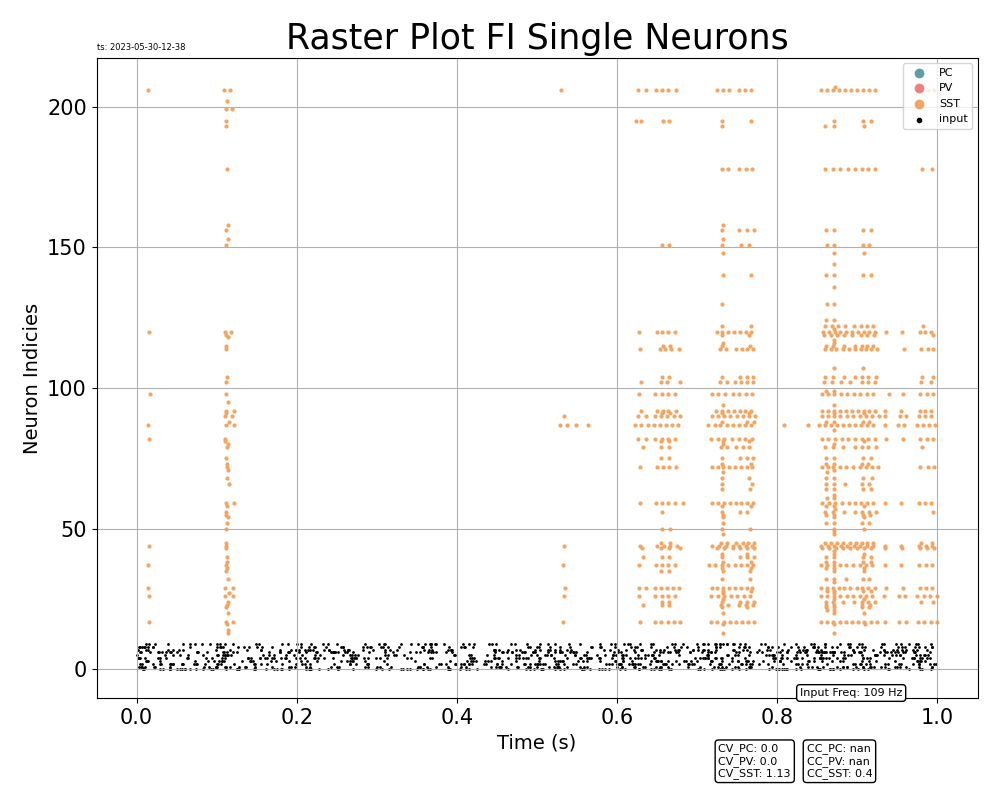 Raster Plot FI Single Neurons
ts: 2023-05-30-12-38
PC
PV
SST
input
200
150
100
50
0
Neuron Indicies
0.0 0.2 0.4 0.6 0.8 1.0
Time (s)
Input Freq: 109 Hz
CV_PC: 0.0
CV_PV: 0.0
CV_SST: 1.13
CC_PC: nan
CC_PV: nan
CC_SST: 0.4